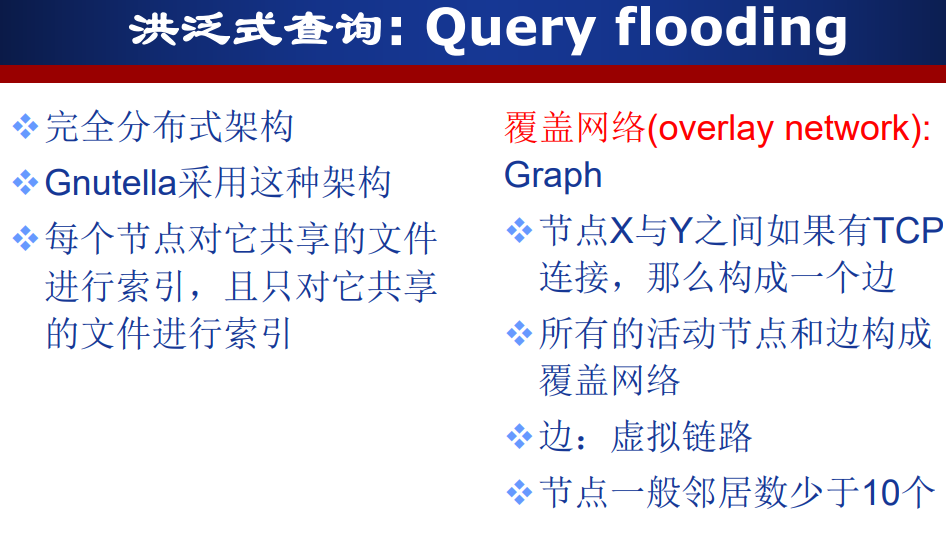 洪泛式查询: Query flooding
完全分布式架构
Gnutella采用这种架构
每个节点对它共享的文件
进行索引，且只对它共享
的文件进行索引
覆盖网络(overlay network):
Graph
节点X与Y之间如果有TCP
连接，那么构成一个边
所有的活动节点和边构成
覆盖网络
边：虚拟链路
节点一般邻居数少于10个